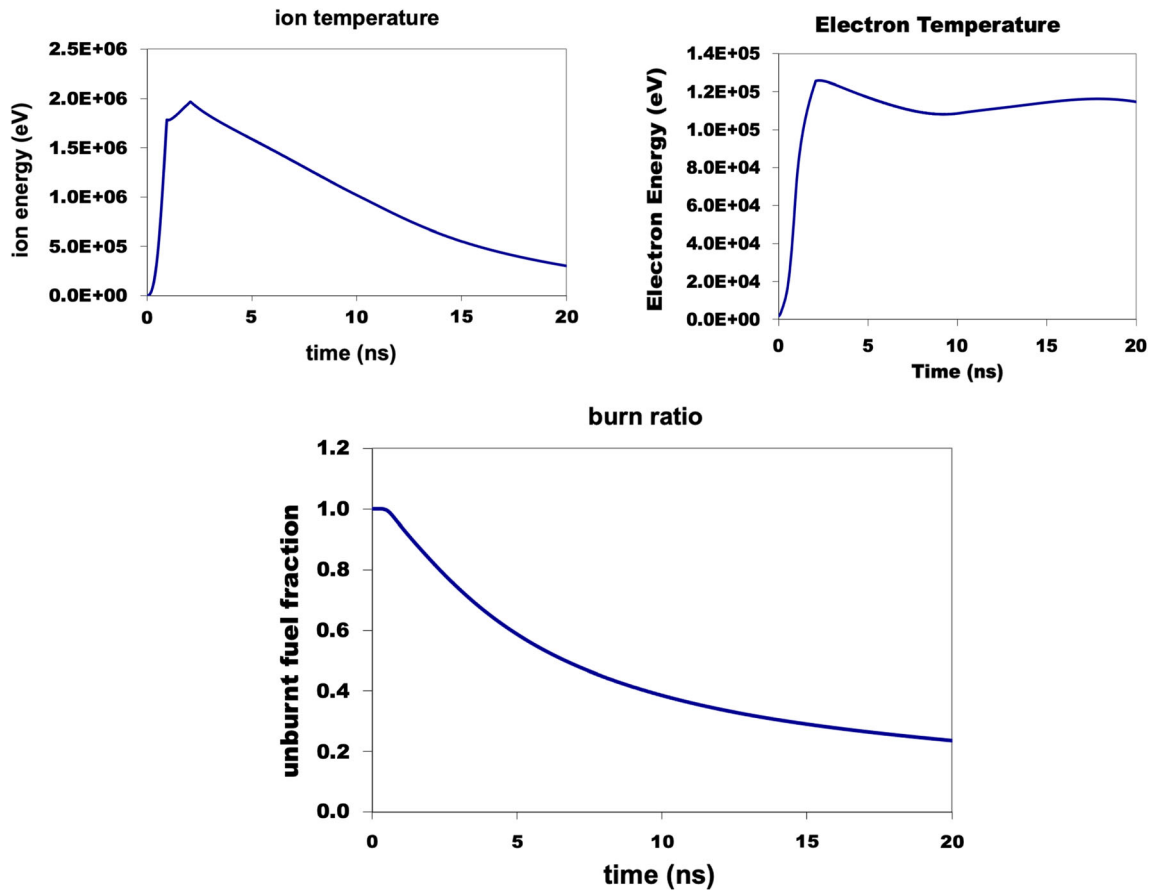 ion temperature
ion energy (eV)
2.5E+06
2.0E+06
1.5E+06
1.0E+06
5.0E+05
0.0E+00
0 5 10 15 20
time (ns)
Electron Temperature
Electron Energy (eV)
1.4E+05
1.2E+05
1.0E+05
8.0E+04
6.0E+04
4.0E+04
2.0E+04
0.0E+00
0 5 10 15 20
Time (ns)
burn ratio
unburnt fuel fraction
1.2
1.0
0.8
0.6
0.4
0.2
0.0
0 5 10 15 20
time (ns)